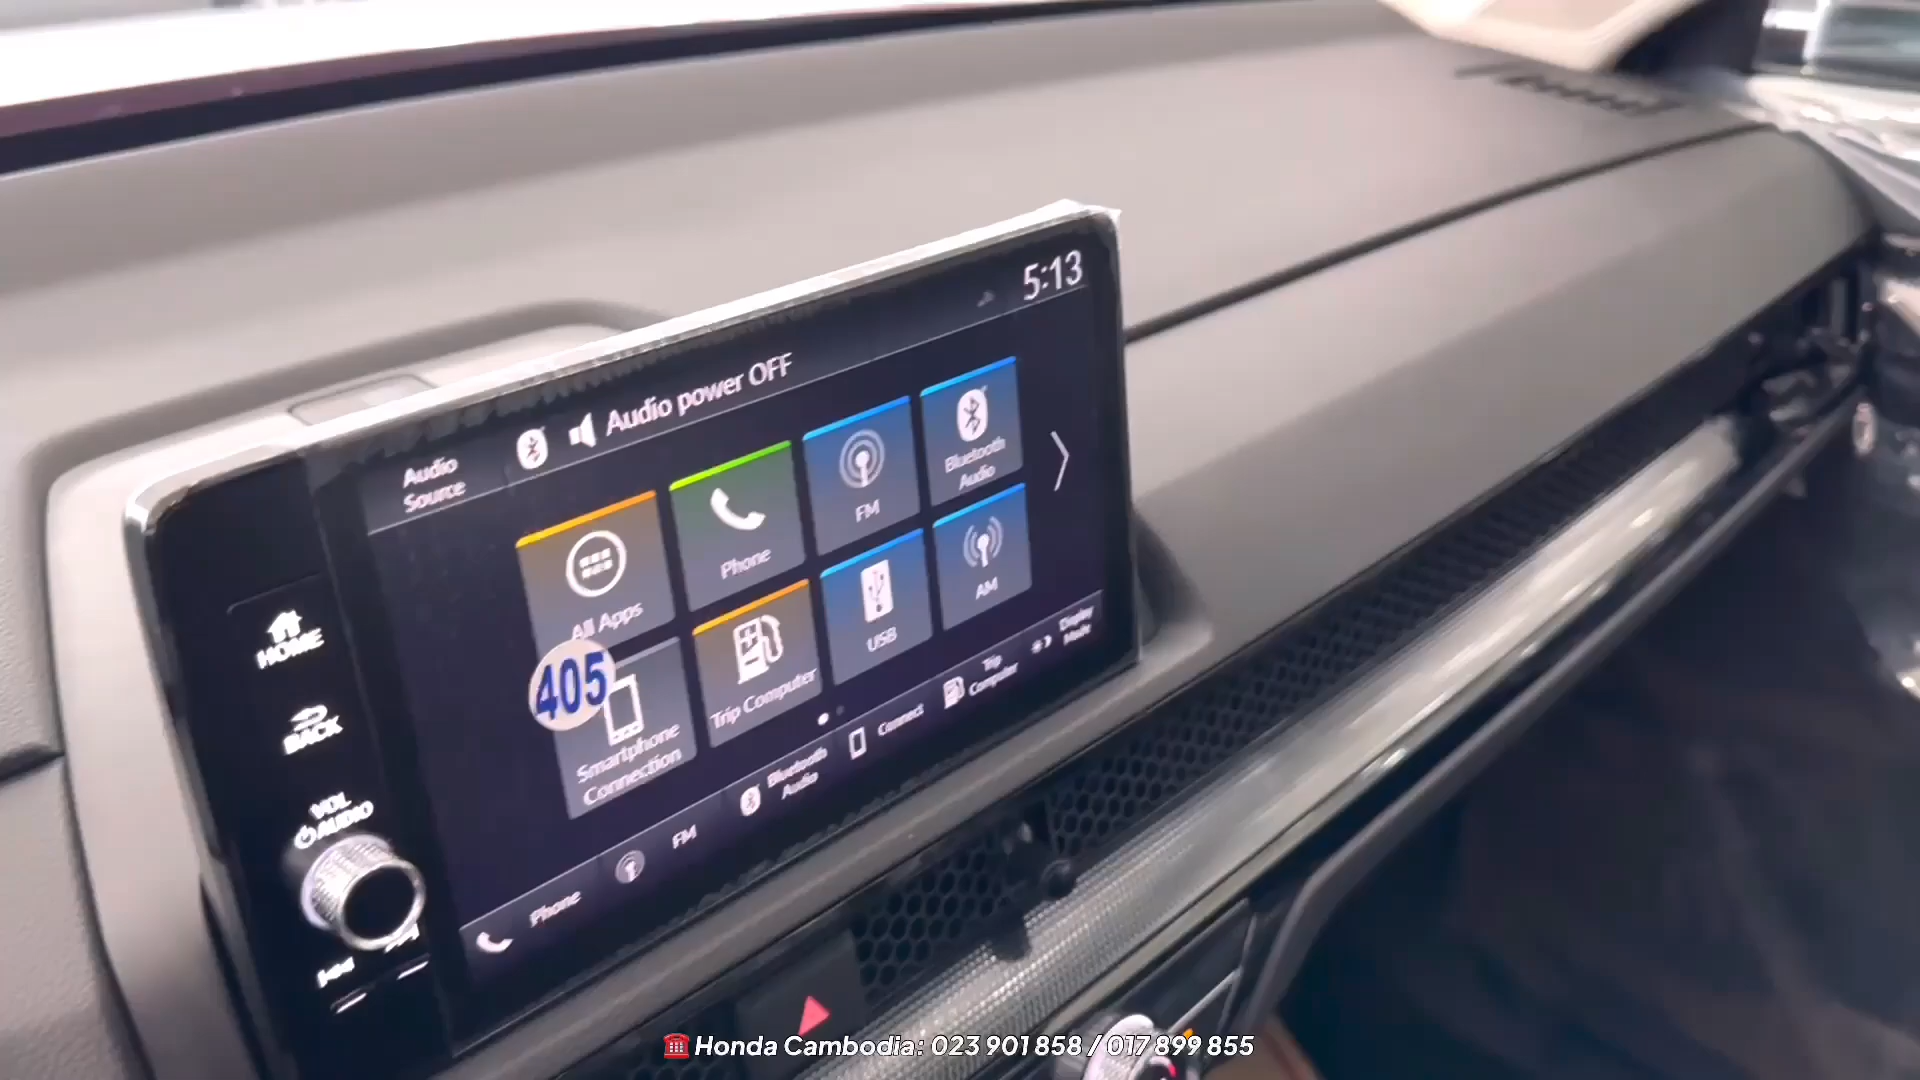 5:13
Audio
Source
Audio power OFF
All Apps
Phone
FM
Bluetooth
Audio
Smartphone
Connection
Trip Computer
USB
AM
405
HOME
BACK
VOL
AUDIO
Phone
FM
Bluetooth
Audio
Connect
Trip
Computer
Display
Mode
☎️ Honda Cambodia: 023 901 858 / 017 899 855